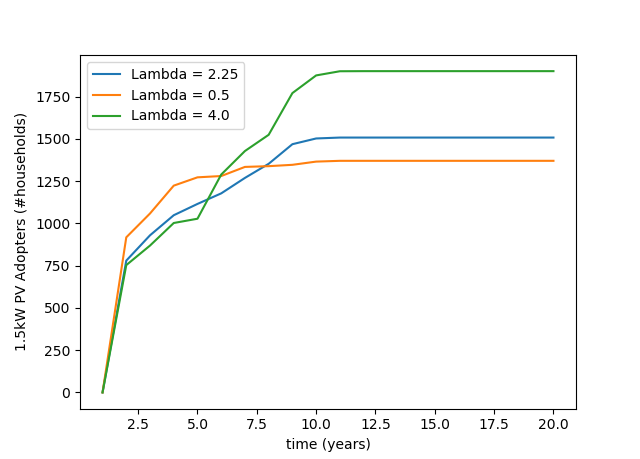 Lambda = 2.25
Lambda = 0.5
Lambda = 4.0
1.5kW PV Adopters (#households)
1750
1500
1250
1000
750
500
250
0
2.5 5.0 7.5 10.0 12.5 15.0 17.5 20.0
time (years)